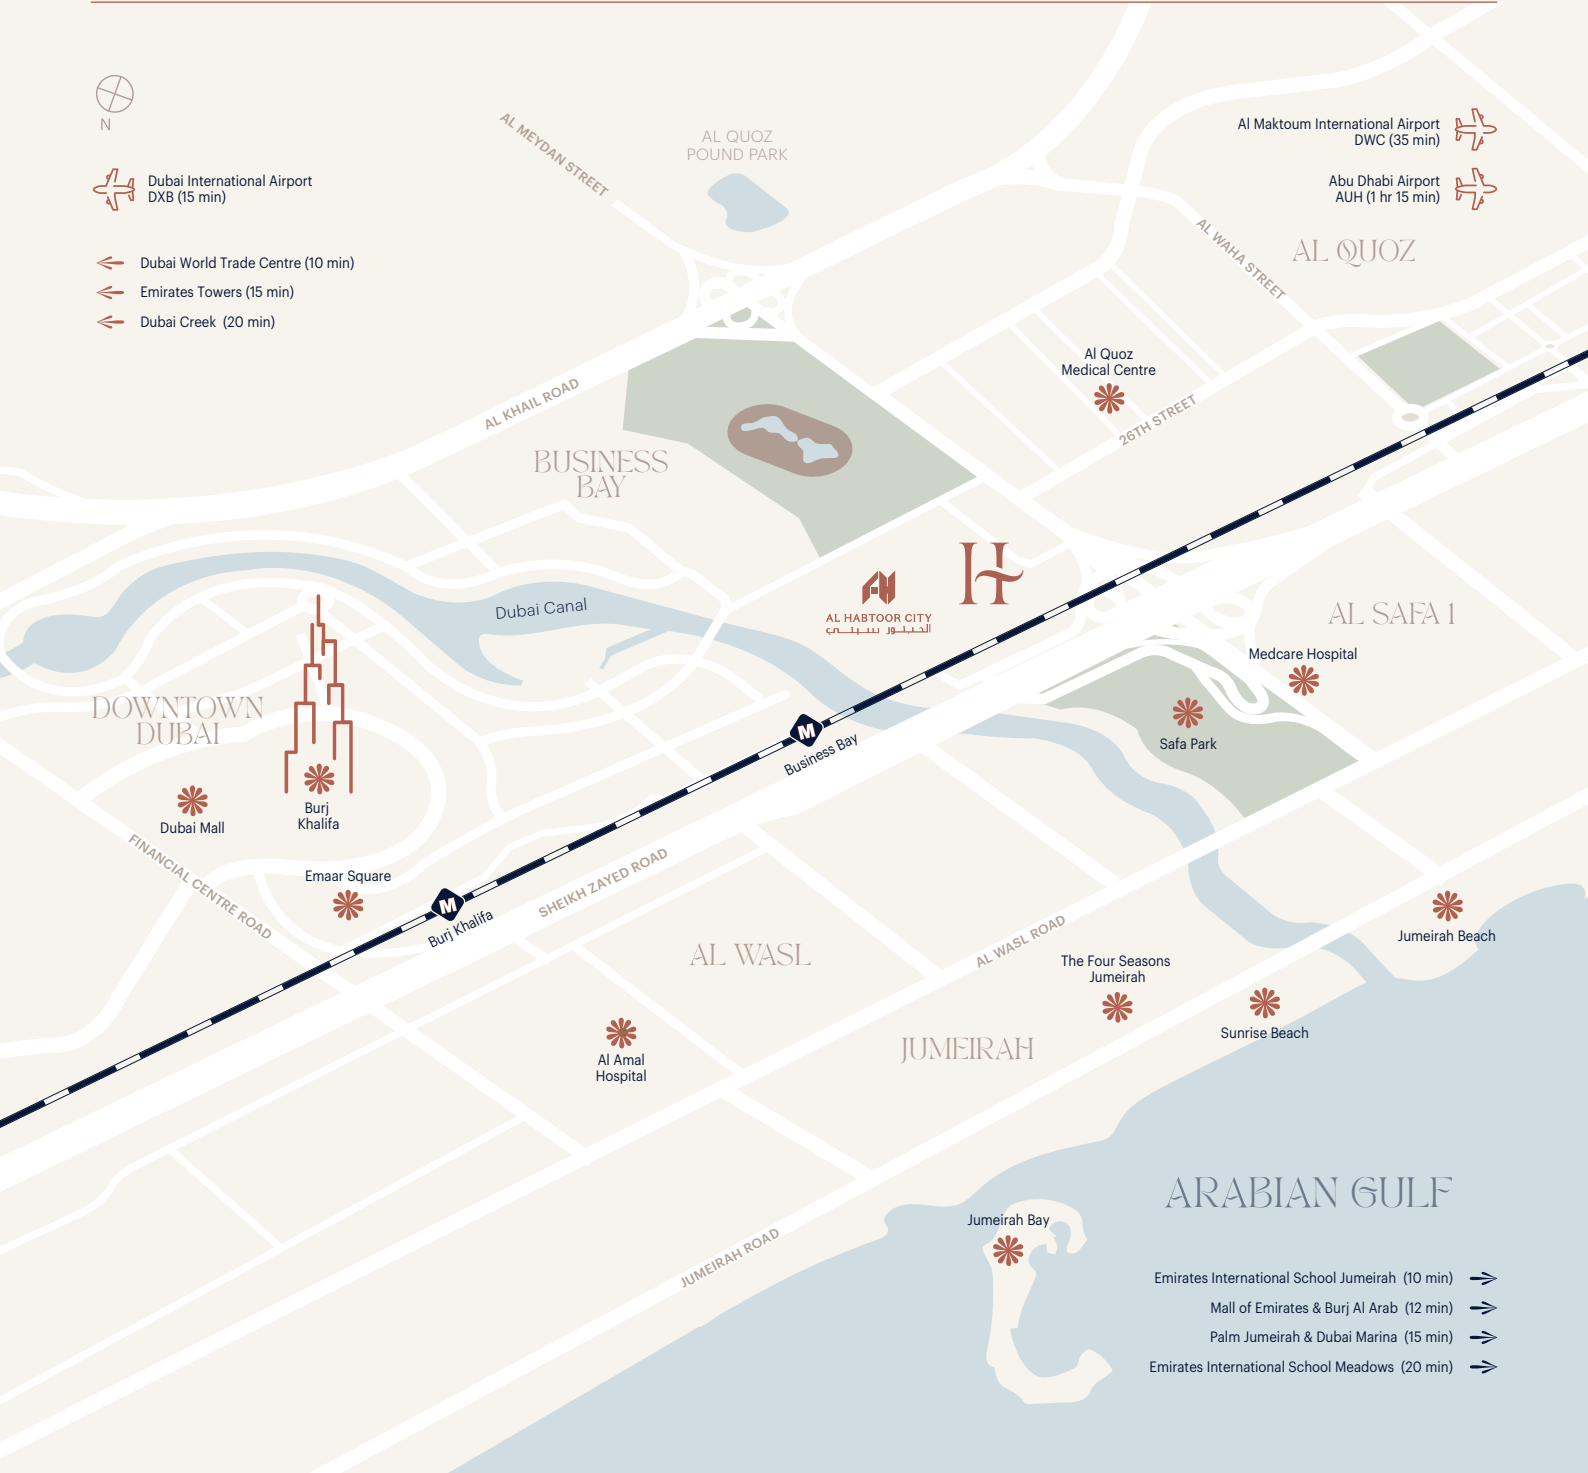 N
Dubai International Airport
DXB (15 min)
Dubai World Trade Centre (10 min)
Emirates Towers (15 min)
Dubai Creek (20 min)
AL MEYDAN STREET
AL QUOZ
POUND PARK
Al Maktoum International Airport
DWC (35 min)
Abu Dhabi Airport
AUH (1 hr 15 min)
AL WAHA STREET
AL QUOZ
Al Quoz
Medical Centre
26TH STREET
AL KHAIL ROAD
BUSINESS
BAY
Dubai Canal
AL HABTOOR CITY
الحبتور سيتي
H
AL SAFA 1
Medcare Hospital
Safa Park
DOWNTOWN
DUBAI
Dubai Mall
Burj
Khalifa
M
Business Bay
FINANCIAL CENTRE ROAD
Emaar Square
M
Burj Khalifa
SHEIKH ZAYED ROAD
AL WASL
AL WASL ROAD
Jumeirah Beach
The Four Seasons
Jumeirah
Sunrise Beach
Al Amal
Hospital
JUMEIRAH
ARABIAN GULF
Jumeirah Bay
JUMEIRAH ROAD
Emirates International School Jumeirah (10 min)
Mall of Emirates & Burj Al Arab (12 min)
Palm Jumeirah & Dubai Marina (15 min)
Emirates International School Meadows (20 min)